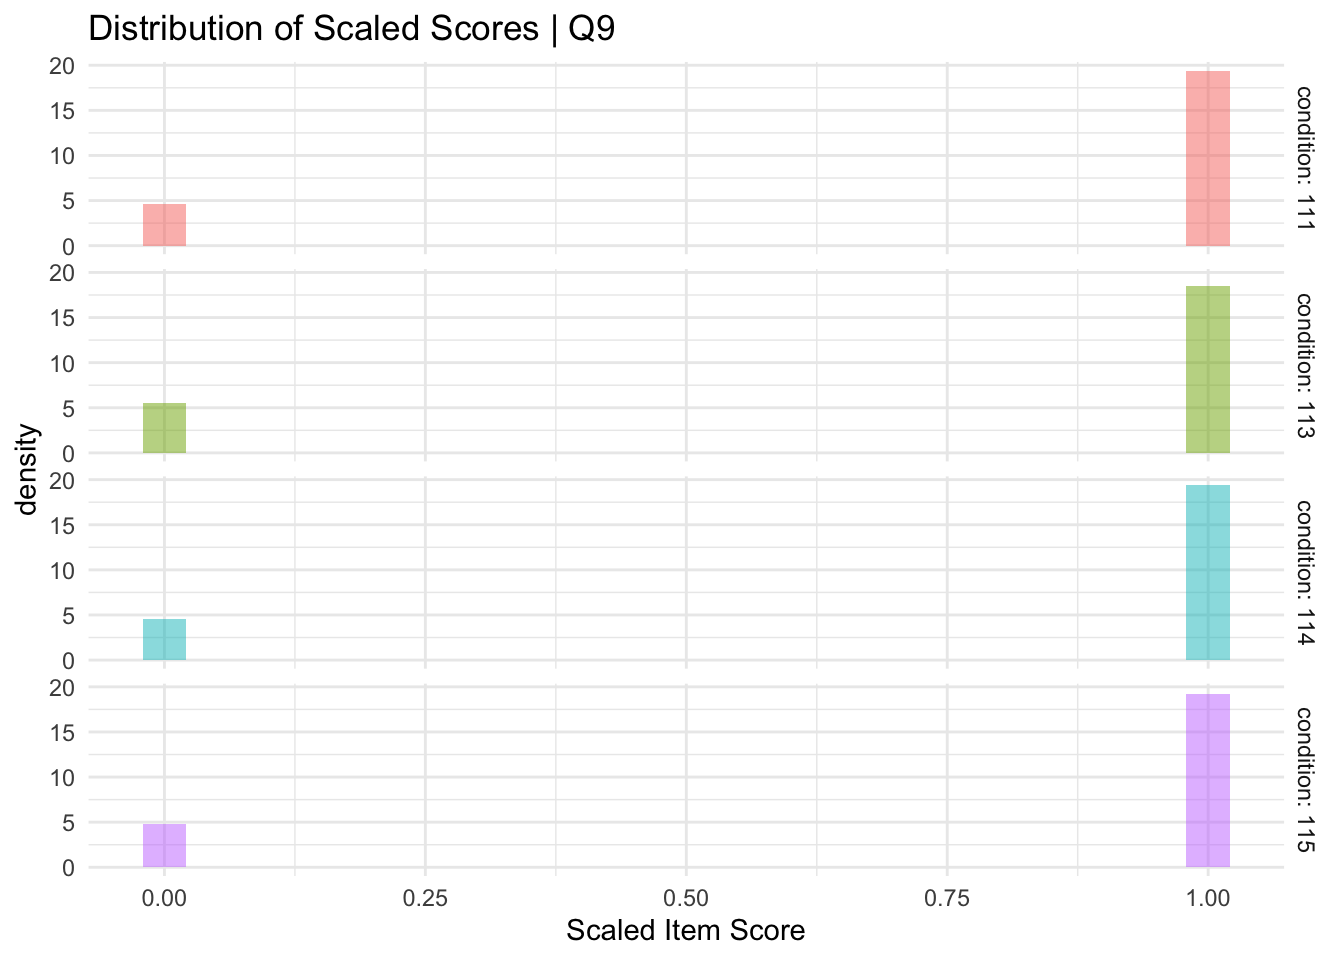 Distribution of Scaled Scores | Q9
20
15
10
5
0
condition: 111
20
15
10
5
0
condition: 113
20
15
10
5
0
condition: 114
20
15
10
5
0
condition: 115
density
0.00 0.25 0.50 0.75 1.00
Scaled Item Score